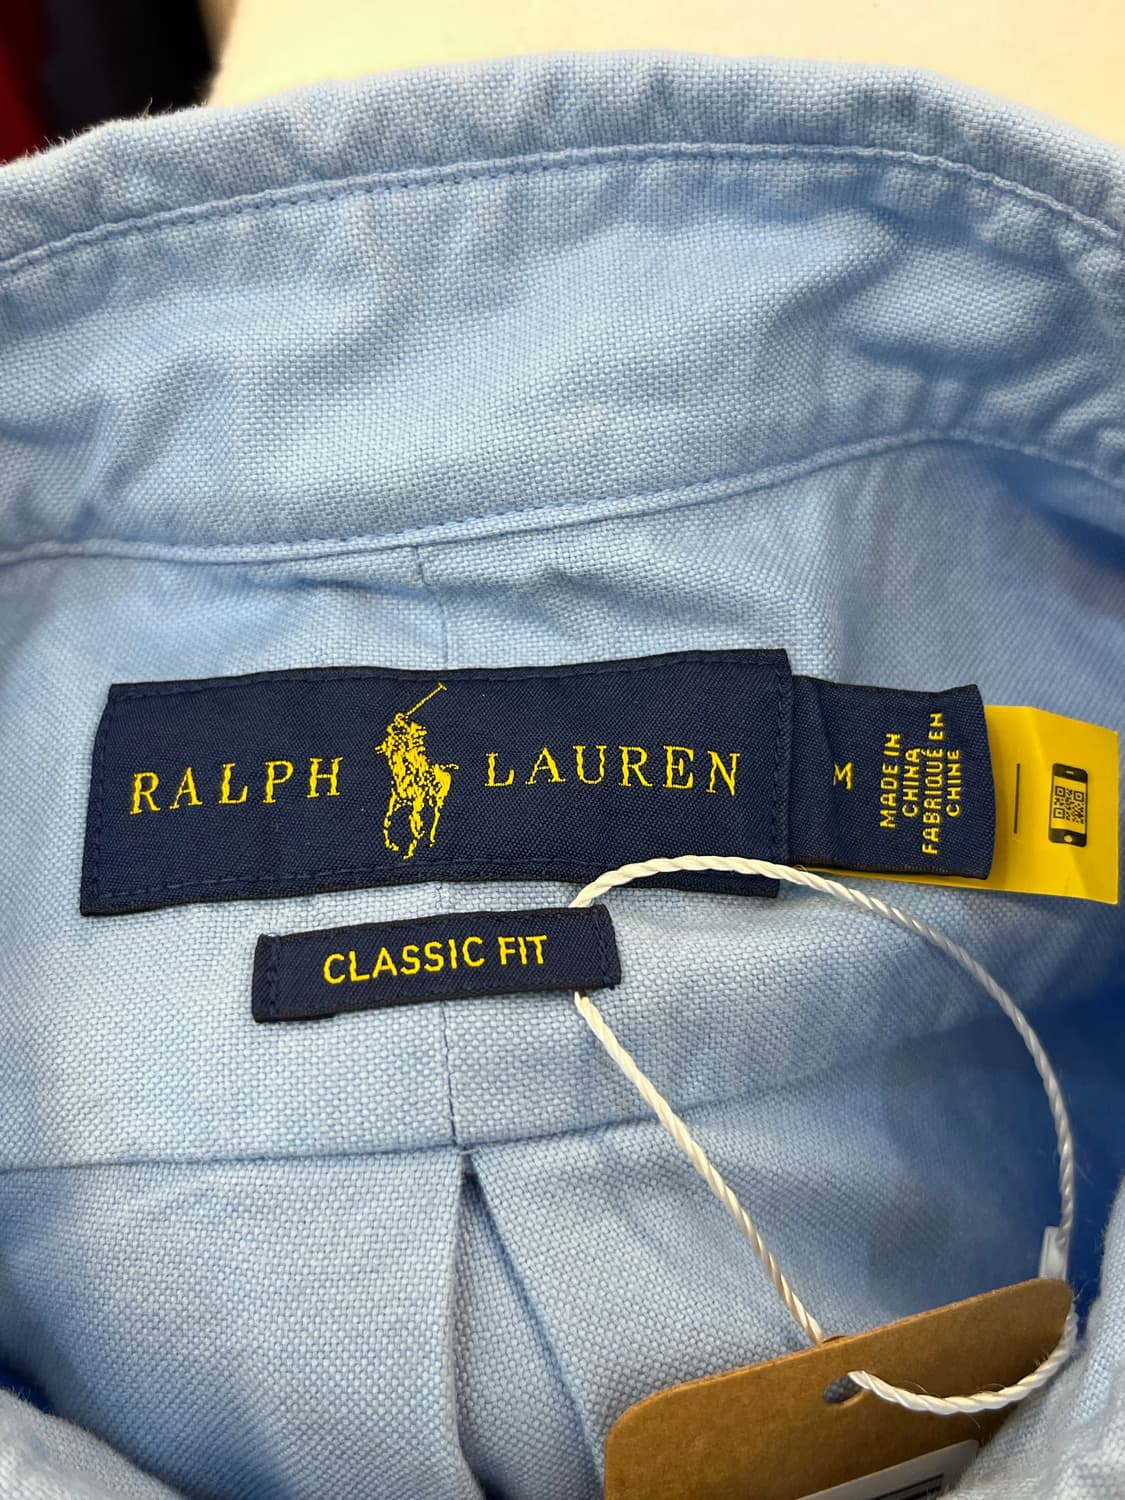 RALPH LAUREN
M
MADE IN
CHINA
FABRIQUÉ EN
CHINE
CLASSIC FIT